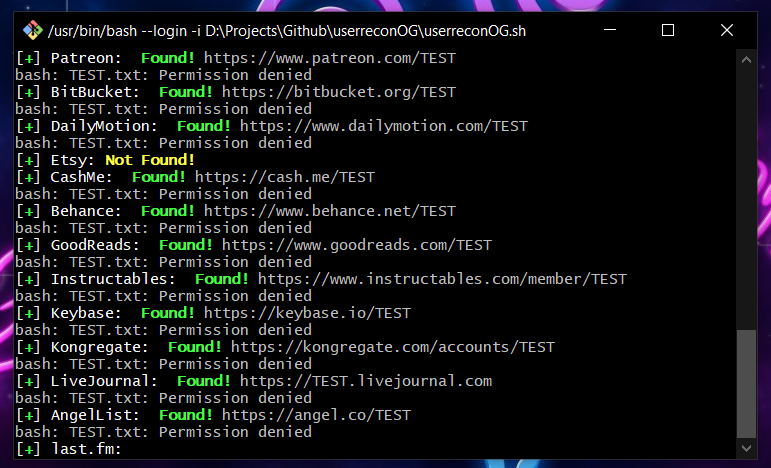 /usr/bin/bash --login -i D:\Projects\Github\userreconOG\userreconOG.sh
[+] Patreon:  Found! https://www.patreon.com/TEST
bash: TEST.txt: Permission denied
[+] BitBucket:  Found! https://bitbucket.org/TEST
bash: TEST.txt: Permission denied
[+] DailyMotion:  Found! https://www.dailymotion.com/TEST
bash: TEST.txt: Permission denied
[+] Etsy: Not Found!
[+] CashMe:  Found! https://cash.me/TEST
bash: TEST.txt: Permission denied
[+] Behance:  Found! https://www.behance.net/TEST
bash: TEST.txt: Permission denied
[+] GoodReads:  Found! https://www.goodreads.com/TEST
bash: TEST.txt: Permission denied
[+] Instructables:  Found! https://www.instructables.com/member/TEST
bash: TEST.txt: Permission denied
[+] Keybase:  Found! https://keybase.io/TEST
bash: TEST.txt: Permission denied
[+] Kongregate:  Found! https://kongregate.com/accounts/TEST
bash: TEST.txt: Permission denied
[+] LiveJournal:  Found! https://TEST.livejournal.com
bash: TEST.txt: Permission denied
[+] AngelList:  Found! https://angel.co/TEST
bash: TEST.txt: Permission denied
[+] last.fm: